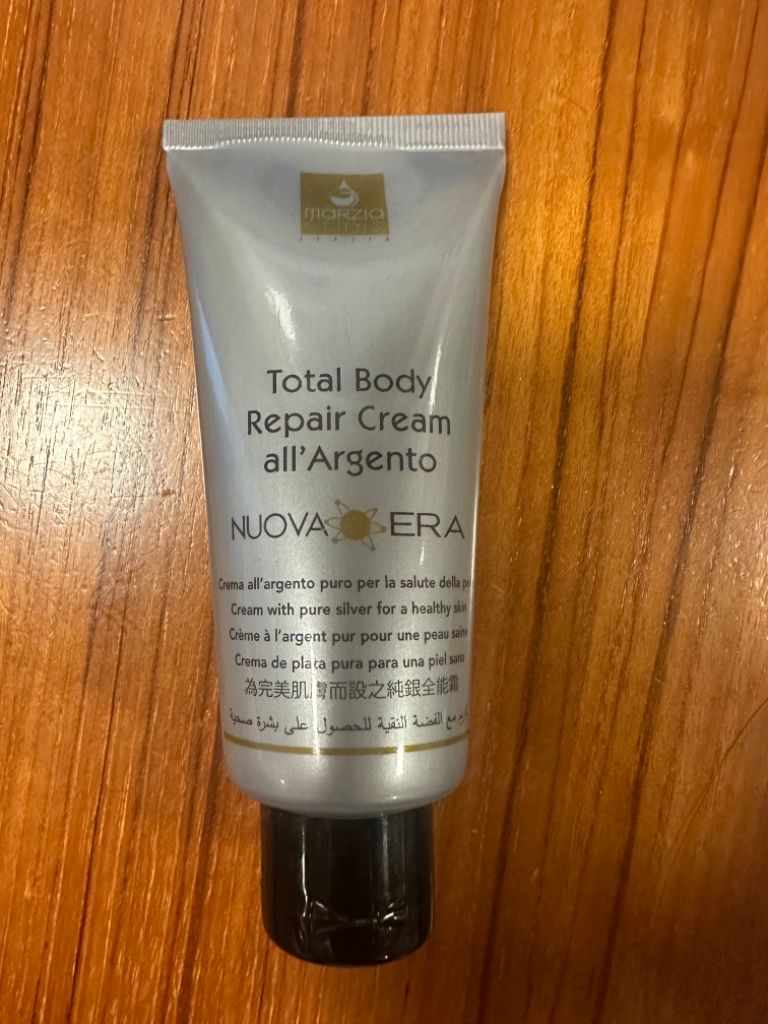 marzia
CLINIC
ITALIA
Total Body
Repair Cream
all'Argento
NUOVA ERA
Crema all'argento puro per la salute della
Cream with pure silver for a healthy skin
Crème à l'argent pur pour une peau saine
Crema de plata pura para una piel sana
為完美肌膚而設之純銀全能霜
مع الفضة النقية للحصول على بشرة صحية